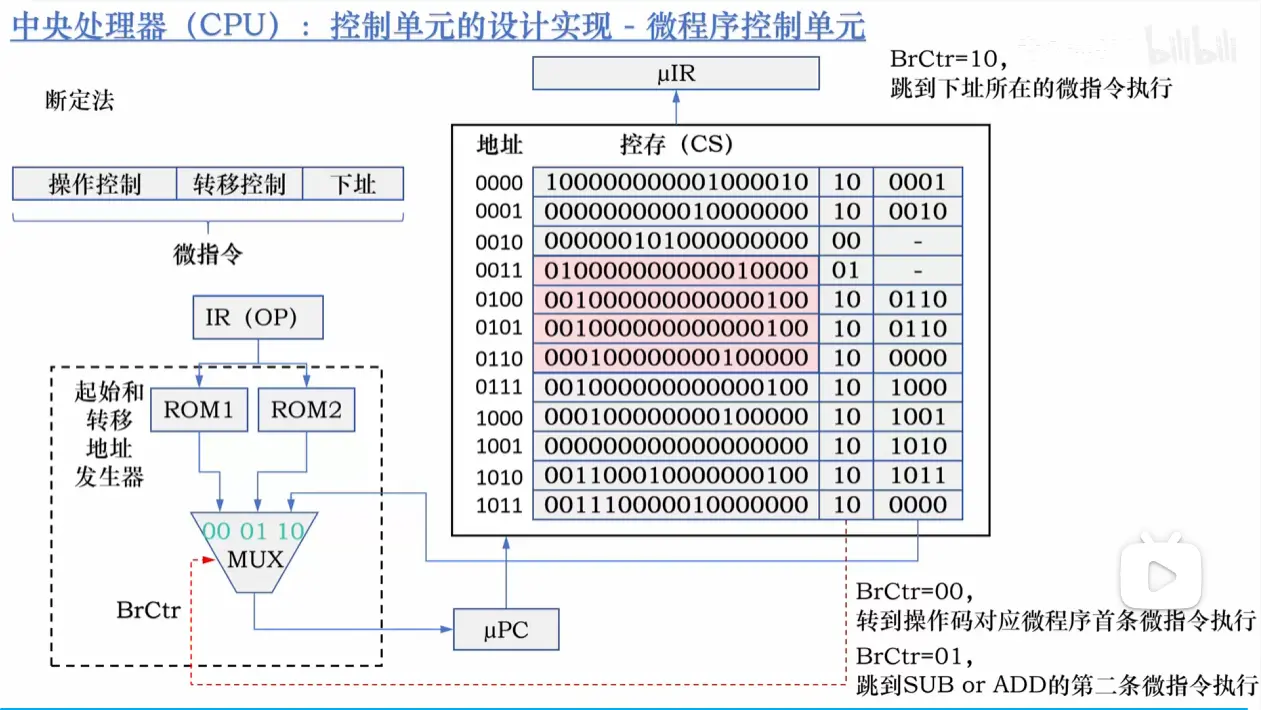 中央处理器（CPU）：控制单元的设计实现 - 微程序控制单元
bilibili
BrCtr=10，
跳到下址所在的微指令执行
μIR
断定法
操作控制 转移控制 下址
微指令
地址 控存（CS）
0000 100000000001000010 10 0001
0001 000000000010000000 10 0010
0010 000000101000000000 00 -
0011 010000000000010000 01 -
0100 001000000000000100 10 0110
0101 001000000000000100 10 0110
0110 000100000000100000 10 0000
0111 001000000000000100 10 1000
1000 000100000000100000 10 1001
1001 000000000000000000 10 1010
1010 001100010000000100 10 1011
1011 001110000010000000 10 0000
IR（OP）
起始和
转移
地址
发生器
ROM1 ROM2
00 01 10
MUX
BrCtr
μPC
BrCtr=00，
转到操作码对应微程序首条微指令执行
BrCtr=01，
跳到SUB or ADD的第二条微指令执行